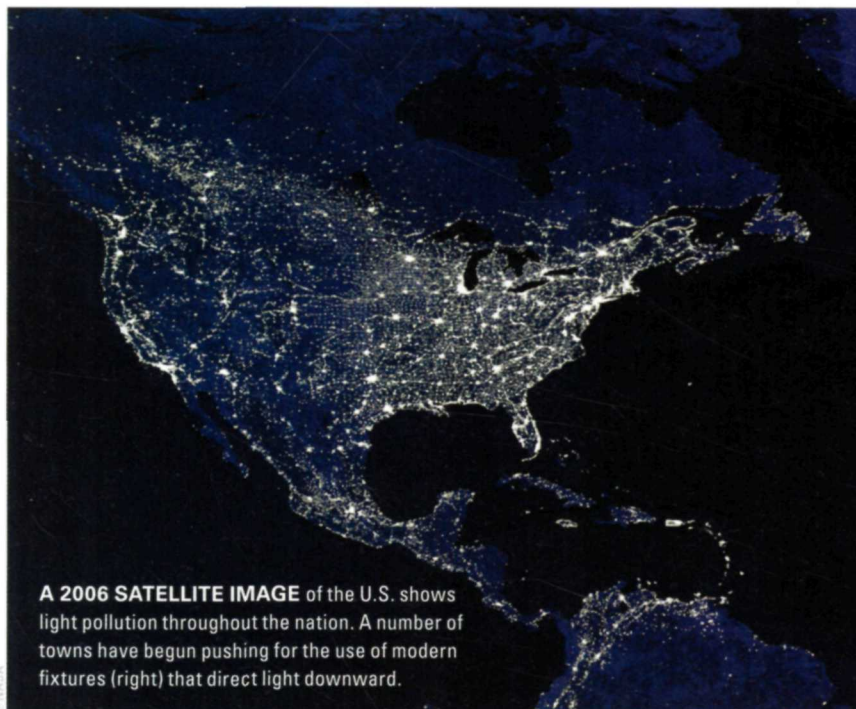 A 2006 SATELLITE IMAGE of the U.S. shows
light pollution throughout the nation. A number of
towns have begun pushing for the use of modern
fixtures (right) that direct light downward.
NASA